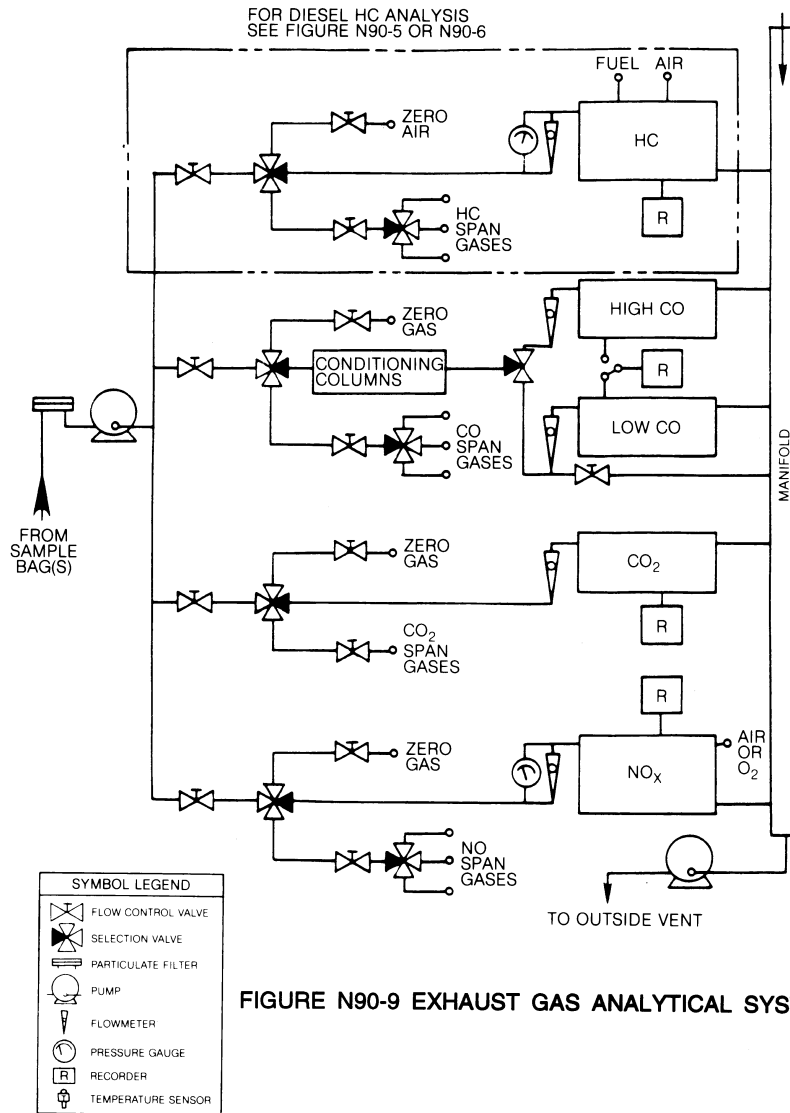 FOR DIESEL HC ANALYSIS
SEE FIGURE N90-5 OR N90-6
FUEL AIR
ZERO
AIR
HC
R
HC
SPAN
GASES
ZERO
GAS
HIGH CO
CONDITIONING
COLUMNS
R
CO
SPAN
GASES
LOW CO
MANIFOLD
FROM
SAMPLE
BAG(S)
ZERO
GAS
CO₂
R
CO₂
SPAN
GASES
R
ZERO
GAS
AIR
OR
O₂
NOX
NO
SPAN
GASES
TO OUTSIDE VENT
SYMBOL LEGEND
FLOW CONTROL VALVE
SELECTION VALVE
PARTICULATE FILTER
PUMP
FLOWMETER
PRESSURE GAUGE
R RECORDER
T TEMPERATURE SENSOR
FIGURE N90-9 EXHAUST GAS ANALYTICAL SYS